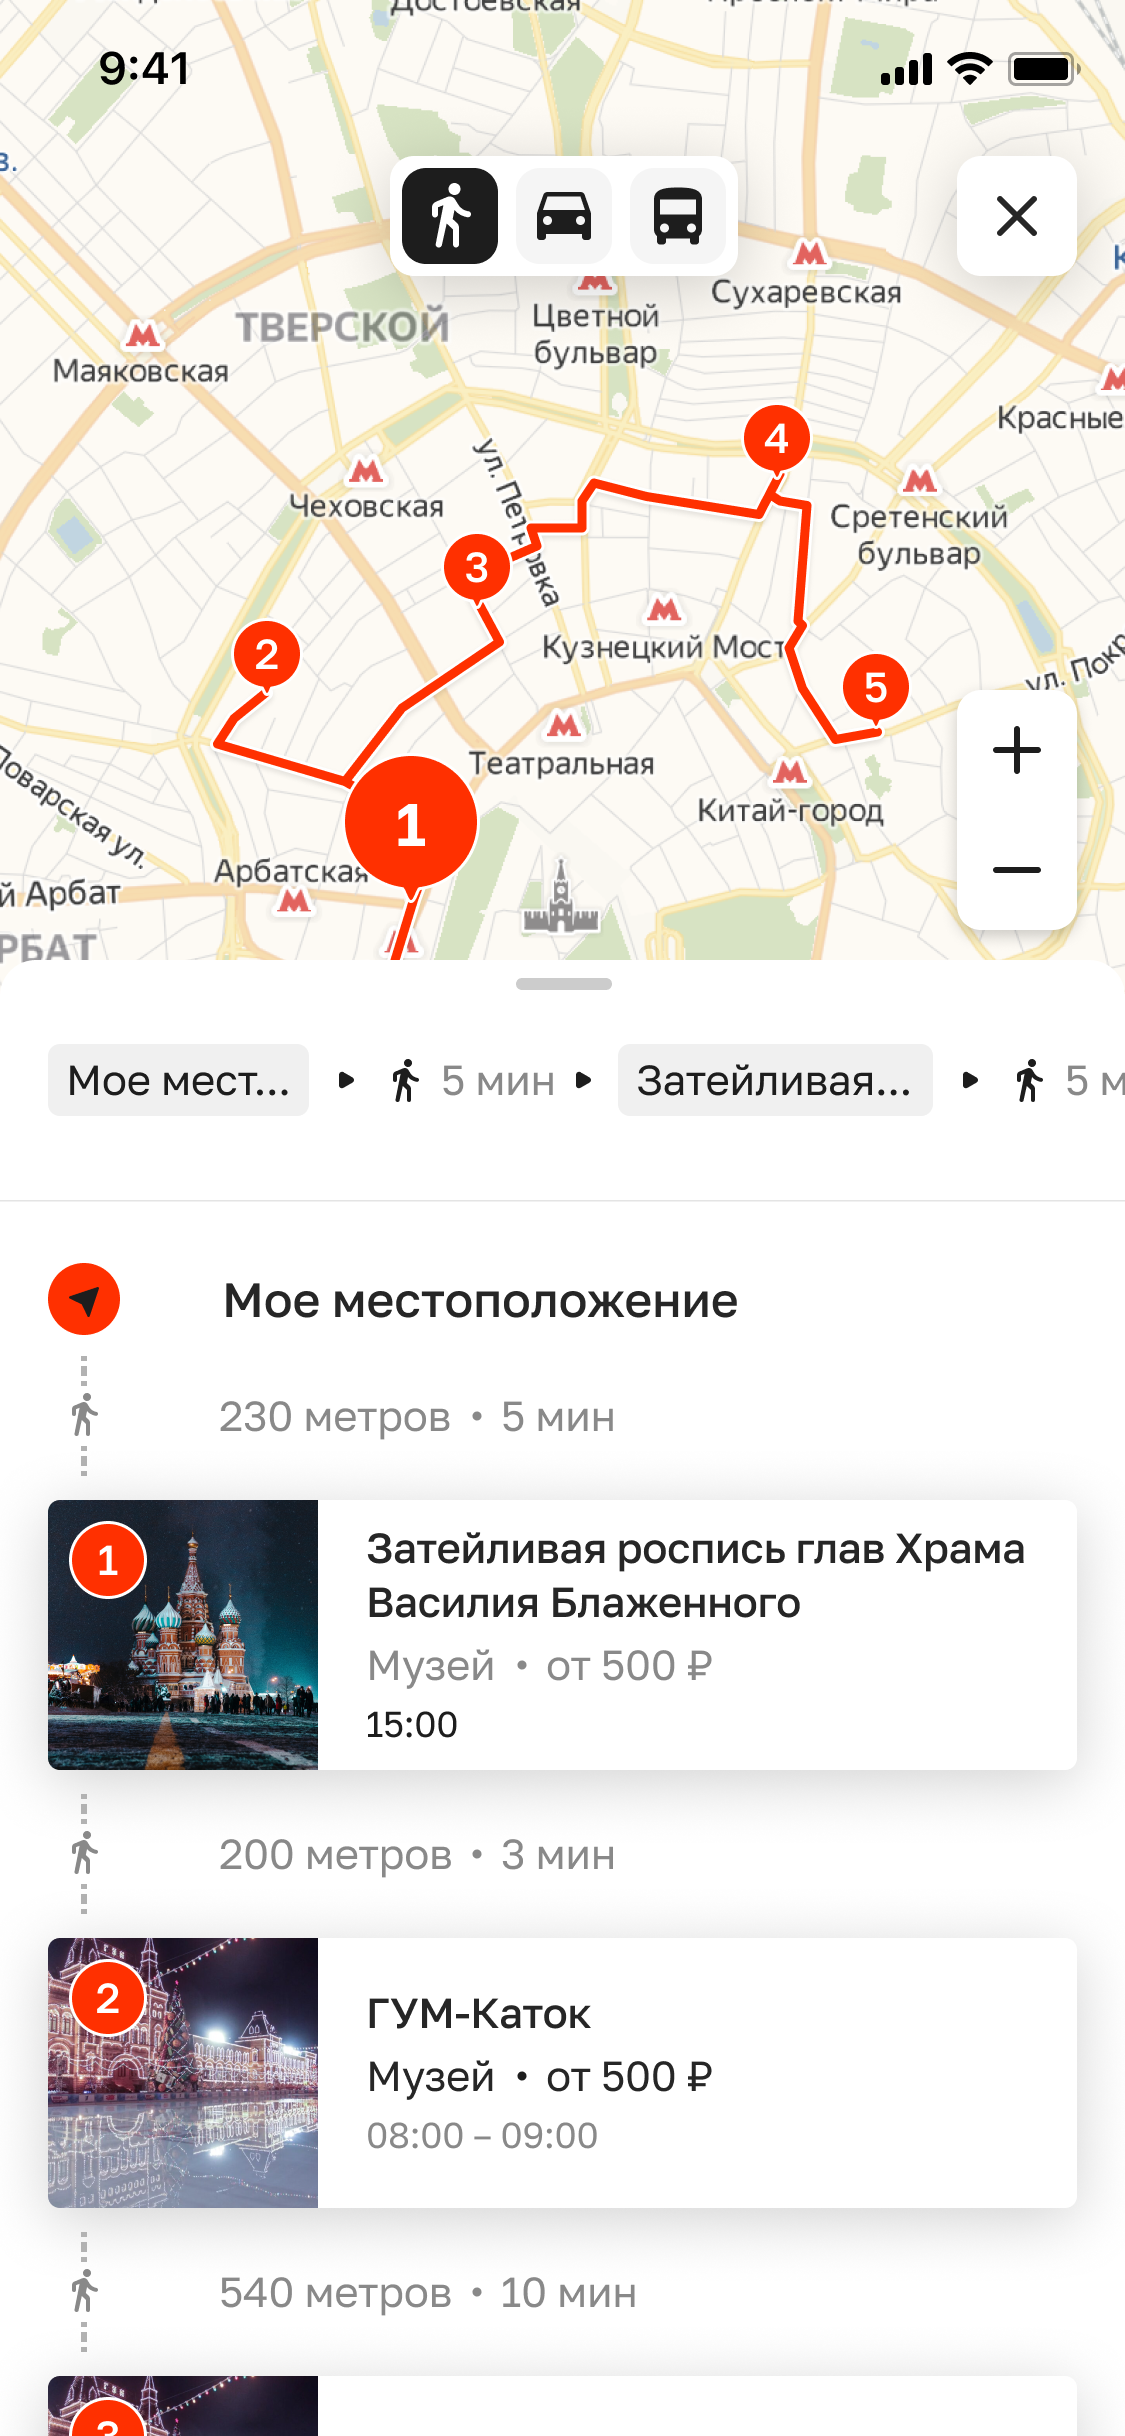 Достоевская
9:41
в.
Сухаревская
ТВЕРСКОЙ
Цветной
бульвар
Маяковская
Красные
4
ул. Петровка
Чеховская
Сретенский
бульвар
3
2
Кузнецкий Мост
5
ул. Покр
Театральная
Поварская ул.
Китай-город
1
Арбатская
й Арбат
РБАТ
Мое мест... 5 мин Затейливая... 5 м
Мое местоположение
230 метров • 5 мин
1
Затейливая роспись глав Храма
Василия Блаженного
Музей • от 500 ₽
15:00
200 метров • 3 мин
2
ГУМ-Каток
Музей • от 500 ₽
08:00 – 09:00
540 метров • 10 мин
3